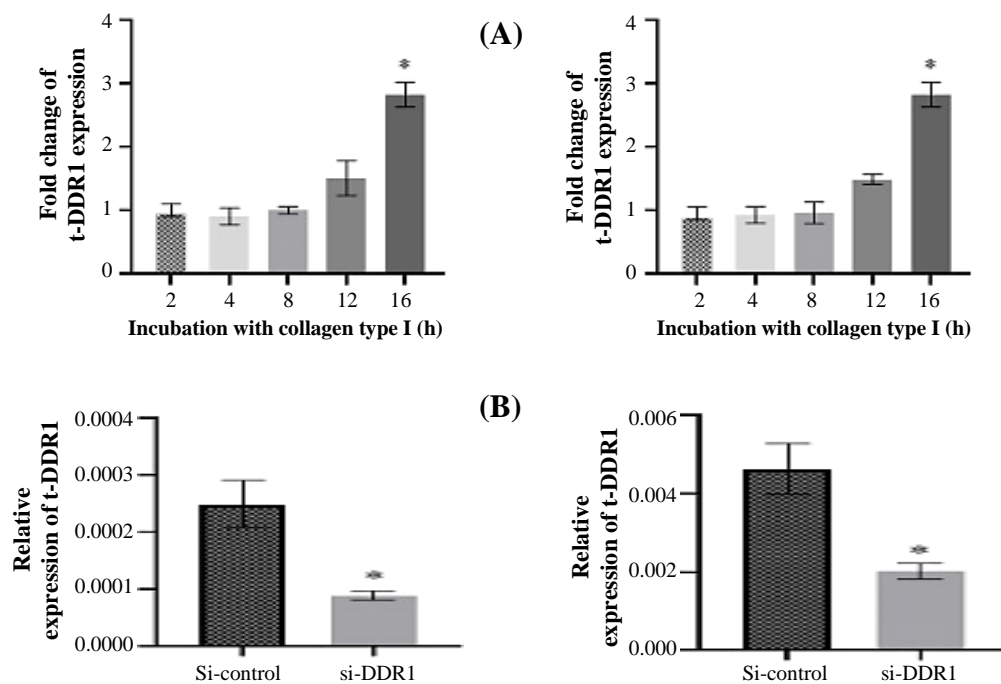 (A)
Fold change of
t-DDR1 expression
4
3
2
1
0
*
2 4 8 12 16
Incubation with collagen type I (h)
Fold change of
t-DDR1 expression
4
3
2
1
0
*
2 4 8 12 16
Incubation with collagen type I (h)
(B)
Relative
expression of t-DDR1
0.0004
0.0003
0.0002
0.0001
0.0000
*
Si-control si-DDR1
Relative
expression of t-DDR1
0.006
0.004
0.002
0.000
*
Si-control si-DDR1